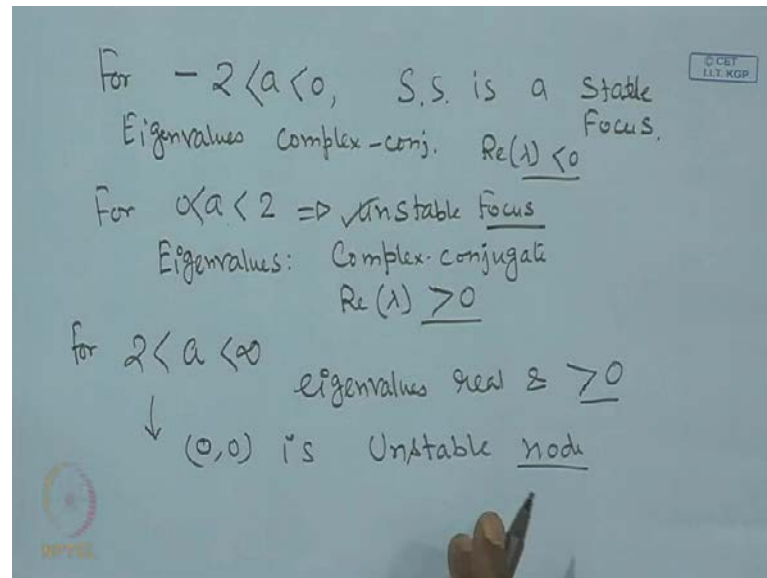 For -2<a<0, S.S. is a stable Focus.
Eigenvalues complex-conj. Re(λ) <0
For 0<a<2 => Unstable Focus
Eigenvalues: Complex-conjugate
Re(λ) >0
for 2<a<∞
eigenvalues real & >0
↓ (0,0) is Unstable node
© CET
I.I.T. KGP
NPTEL